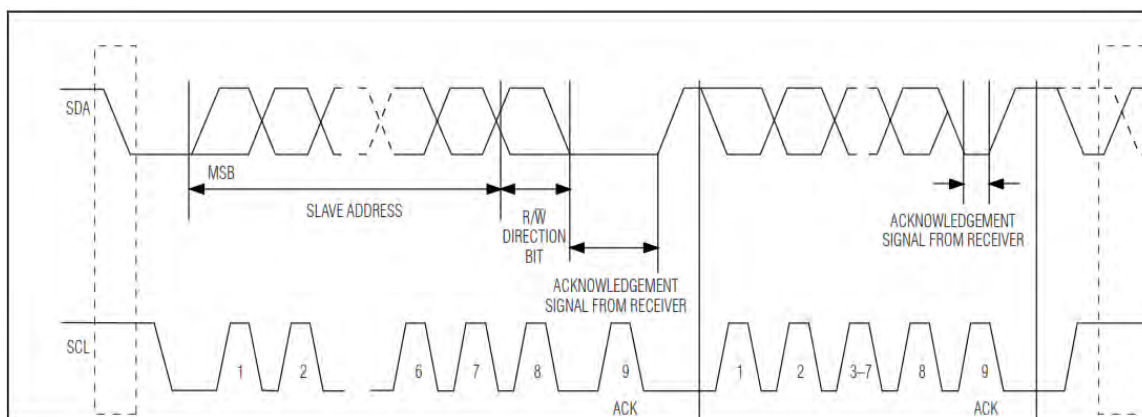 SDA
MSB
SLAVE ADDRESS
R/W̅
DIRECTION
BIT
ACKNOWLEDGEMENT
SIGNAL FROM RECEIVER
ACKNOWLEDGEMENT
SIGNAL FROM RECEIVER
SCL
1 2 6 7 8 9 1 2 3–7 8 9
ACK ACK